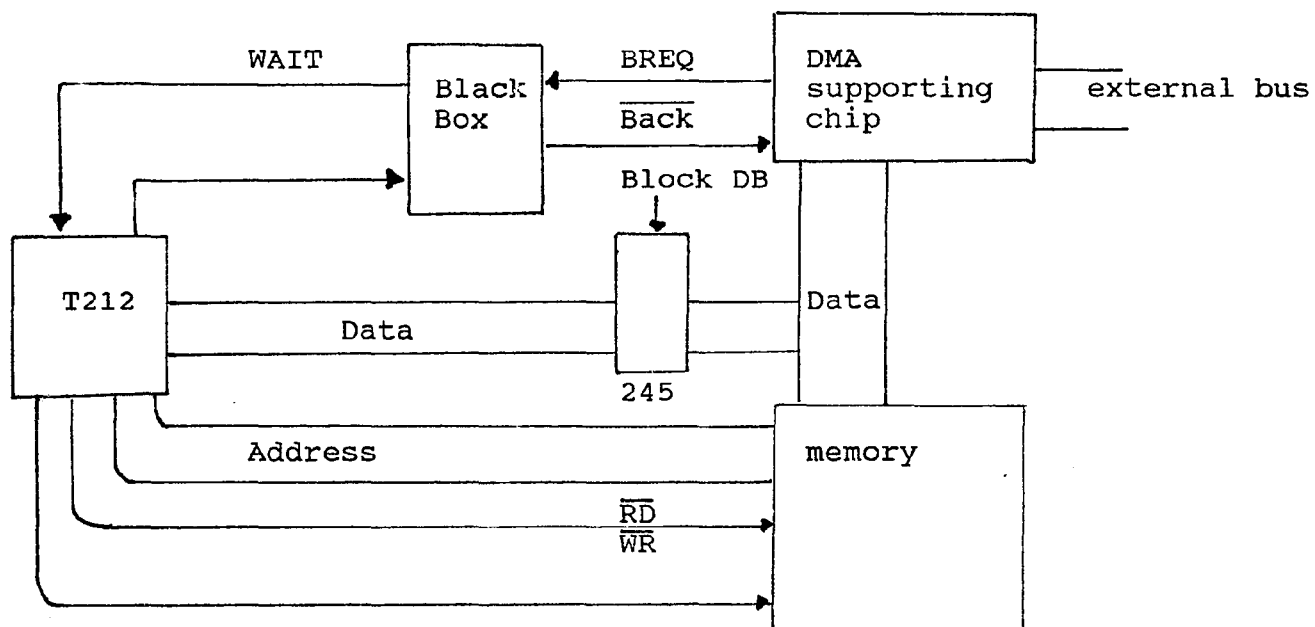 WAIT
Black
Box
BREQ
Back
DMA
supporting
chip
external bus
Block DB
T212
Data
245
Data
Address
RD
WR
memory